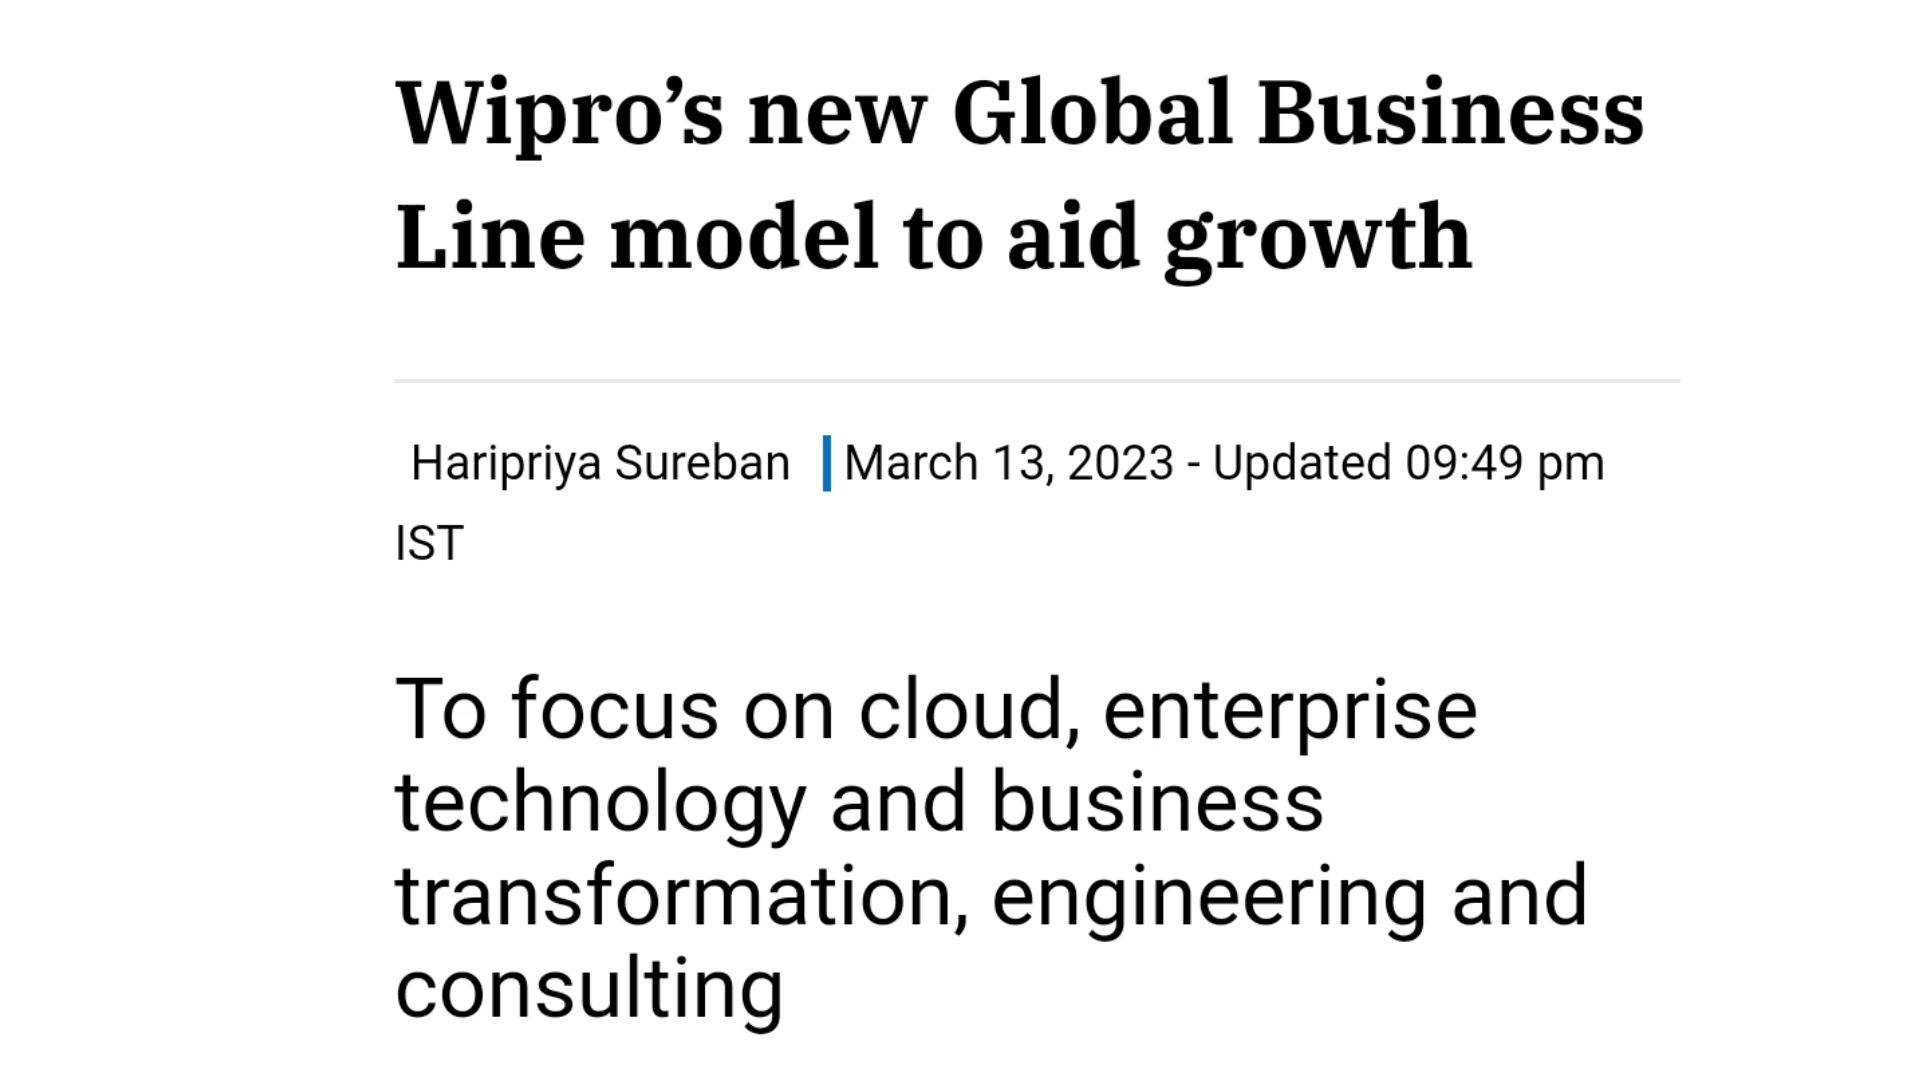 Wipro’s new Global Business
Line model to aid growth
Haripriya Sureban | March 13, 2023 - Updated 09:49 pm
IST
To focus on cloud, enterprise
technology and business
transformation, engineering and
consulting